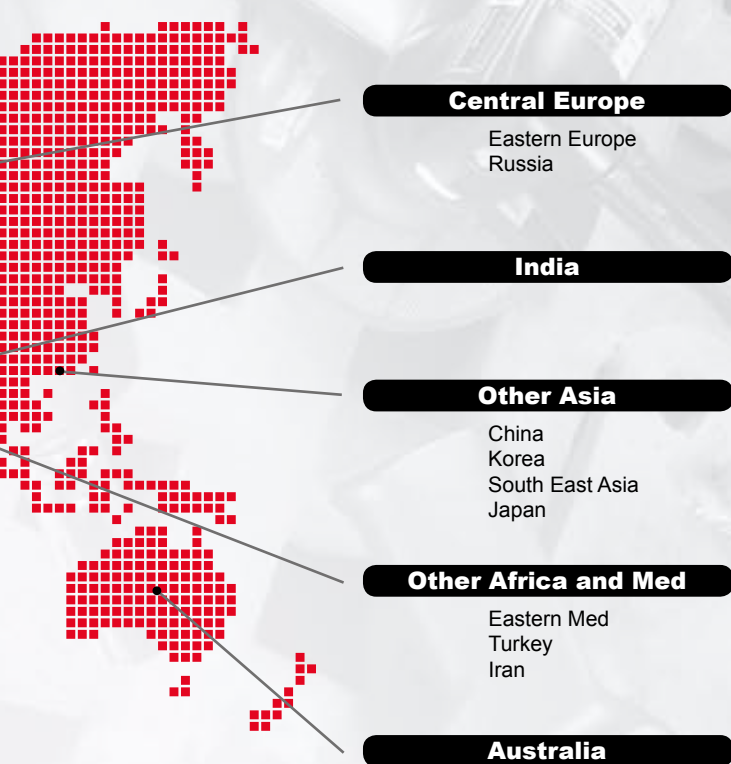 Central Europe
Eastern Europe
Russia
India
Other Asia
China
Korea
South East Asia
Japan
Other Africa and Med
Eastern Med
Turkey
Iran
Australia